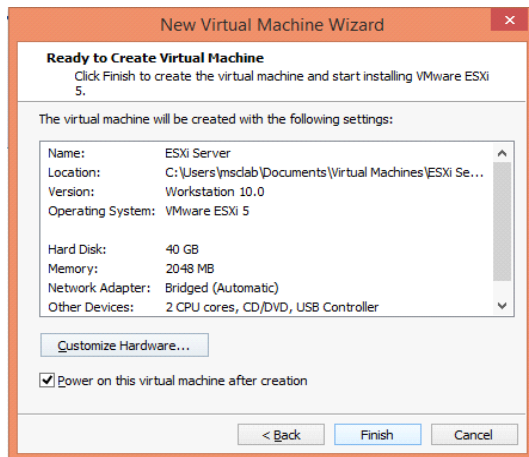 New Virtual Machine Wizard
Ready to Create Virtual Machine
Click Finish to create the virtual machine and start installing VMware ESXi
5.
The virtual machine will be created with the following settings:
Name: ESXi Server
Location: C:\Users\msclab\Documents\Virtual Machines\ESXi Se...
Version: Workstation 10.0
Operating System: VMware ESXi 5
Hard Disk: 40 GB
Memory: 2048 MB
Network Adapter: Bridged (Automatic)
Other Devices: 2 CPU cores, CD/DVD, USB Controller
Customize Hardware...
Power on this virtual machine after creation
< Back Finish Cancel